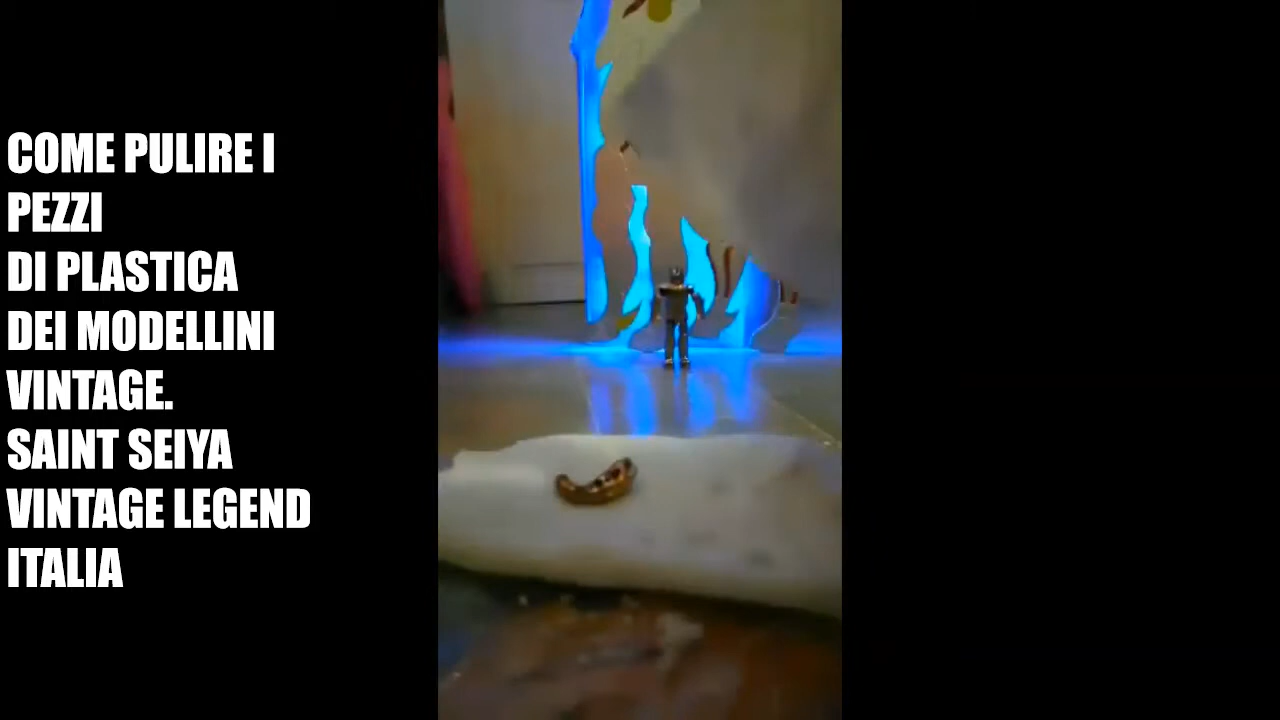 COME PULIRE I
PEZZI
DI PLASTICA
DEI MODELLINI
VINTAGE.
SAINT SEIYA
VINTAGE LEGEND
ITALIA